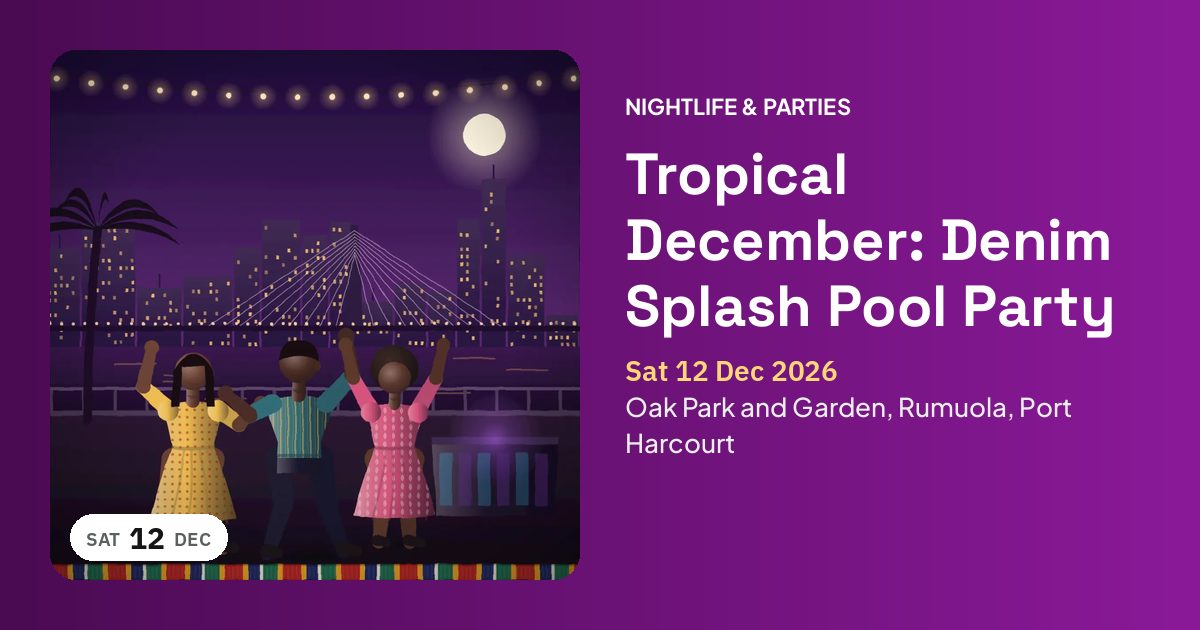 NIGHTLIFE & PARTIES
Tropical
December: Denim
Splash Pool Party
Sat 12 Dec 2026
Oak Park and Garden, Rumuola, Port
Harcourt
SAT 12 DEC